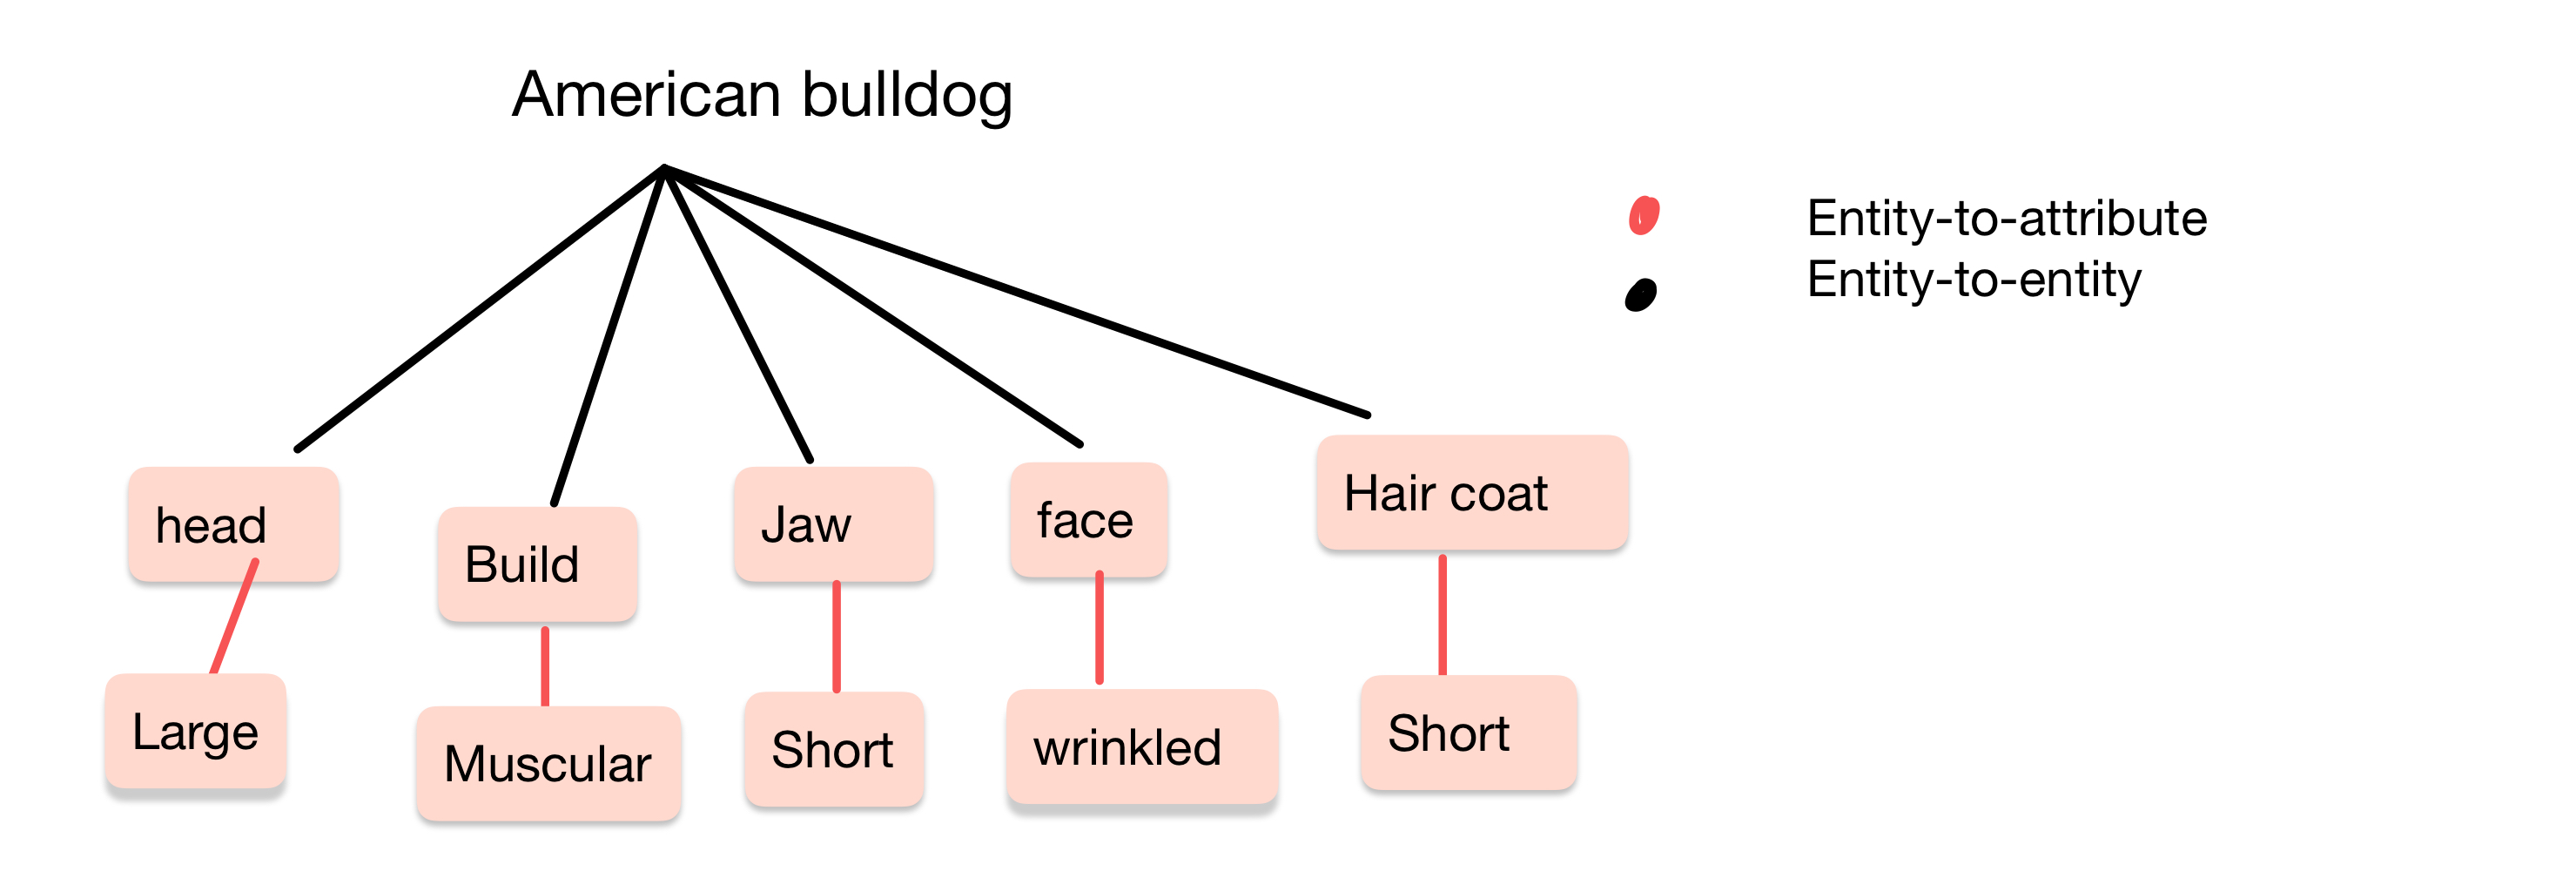 American bulldog
Entity-to-attribute
Entity-to-entity
head
Build
Jaw
face
Hair coat
Large
Muscular
Short
wrinkled
Short